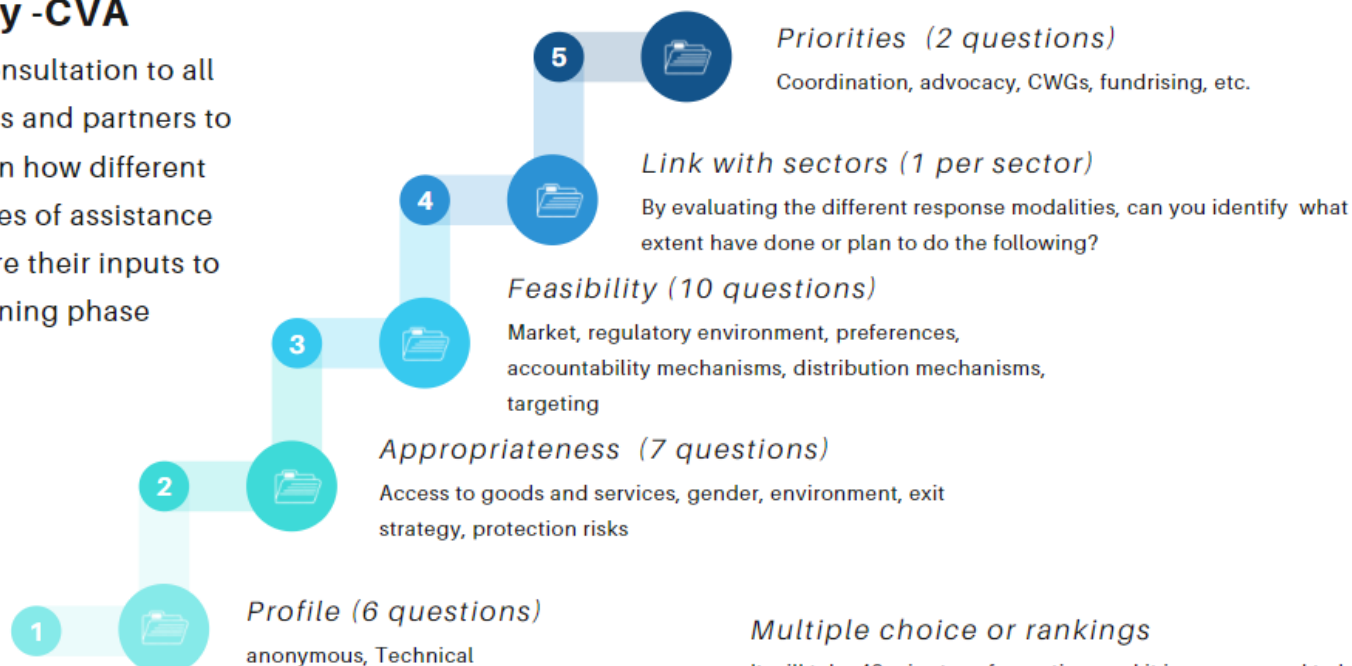 y -CVA
nsultation to all
s and partners to
n how different
es of assistance
re their inputs to
ning phase
5
Priorities (2 questions)
Coordination, advocacy, CWGs, fundrising, etc.
4
Link with sectors (1 per sector)
By evaluating the different response modalities, can you identify what
extent have done or plan to do the following?
3
Feasibility (10 questions)
Market, regulatory environment, preferences,
accountability mechanisms, distribution mechanisms,
targeting
2
Appropriateness (7 questions)
Access to goods and services, gender, environment, exit
strategy, protection risks
1
Profile (6 questions)
anonymous, Technical
Multiple choice or rankings